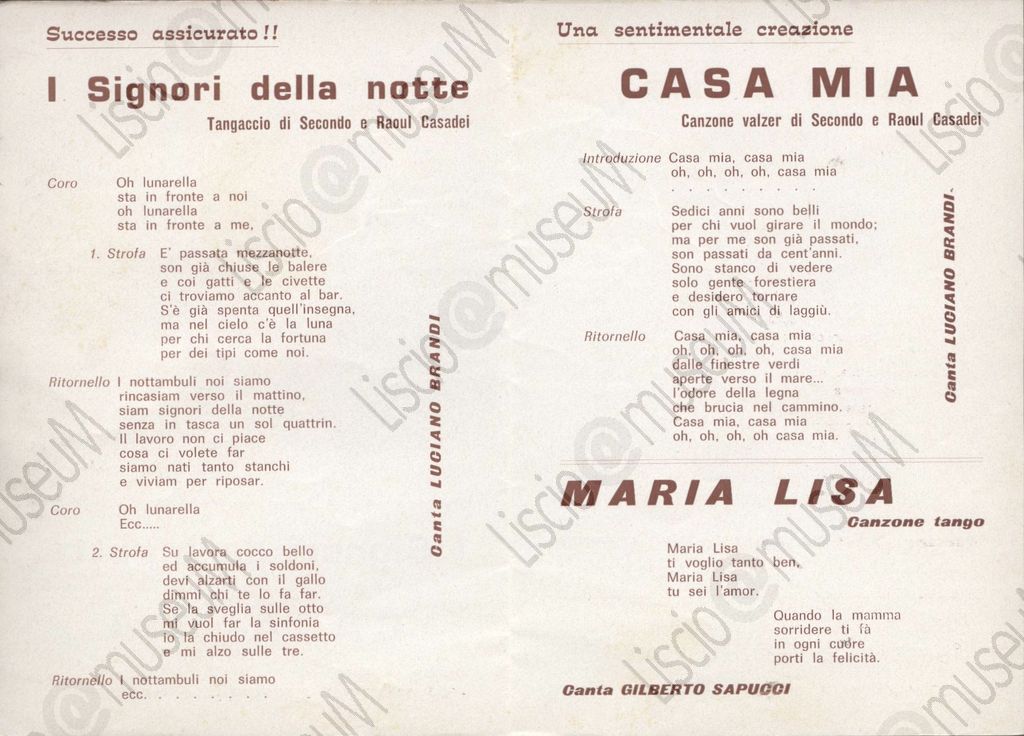 Successo assicurato!!
I Signori della notte
Tangaccio di Secondo e Raoul Casadei
Coro Oh lunarella
sta in fronte a noi
oh lunarella
sta in fronte a me,
1. Strofa E' passata mezzanotte,
son già chiuse le balere
e coi gatti e le civette
ci troviamo accanto al bar.
S'è già spenta quell'insegna,
ma nel cielo c'è la luna
per chi cerca la fortuna
per dei tipi come noi.
Ritornello I nottambuli noi siamo
rincasiam verso il mattino,
siam signori della notte
senza in tasca un sol quattrin.
Il lavoro non ci piace
cosa ci volete far
siamo nati tanto stanchi
e viviam per riposar.
Coro Oh lunarella
Ecc.....
2. Strofa Su lavora cocco bello
ed accumula i soldoni,
devi alzarti con il gallo
dimmi chi te lo fa far.
Se la sveglia sulle otto
mi vuol far la sinfonia
io la chiudo nel cassetto
e mi alzo sulle tre.
Ritornello I nottambuli noi siamo
ecc. . . . . . . .
Canta LUCIANO BRANDI
Una sentimentale creazione
CASA MIA
Canzone valzer di Secondo e Raoul Casadei
Introduzione Casa mia, casa mia
oh, oh, oh, oh, casa mia
. . . . . . . . .
Strofa Sedici anni sono belli
per chi vuol girare il mondo;
ma per me son già passati,
son passati da cent'anni.
Sono stanco di vedere
solo gente forestiera
e desidero tornare
con gli amici di laggiù.
Ritornello Casa mia, casa mia
oh, oh, oh, oh, casa mia
dalle finestre verdi
aperte verso il mare...
l'odore della legna
che brucia nel cammino.
Casa mia, casa mia
oh, oh, oh, oh casa mia.
Canta LUCIANO BRANDI.
MARIA LISA
Canzone tango
Maria Lisa
ti voglio tanto ben,
Maria Lisa
tu sei l'amor.
Quando la mamma
sorridere ti fà
in ogni cuore
porti la felicità.
Canta GILBERTO SAPUCCI
Liscio@museuM